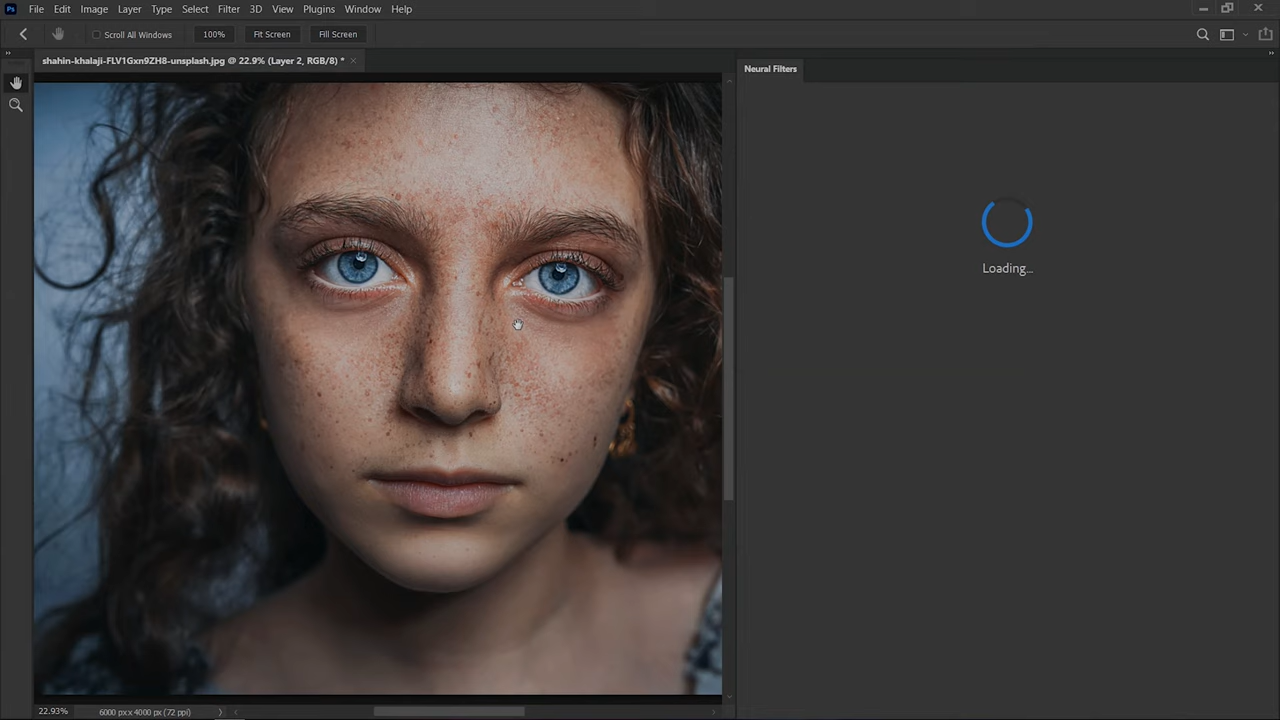 Ps File Edit Image Layer Type Select Filter 3D View Plugins Window Help
Scroll All Windows 100% Fit Screen Fill Screen
shahin-khalaji-FLV1Gxn9ZH8-unsplash.jpg @ 22.9% (Layer 2, RGB/8) *
Neural Filters
Loading...
22.93% 6000 px x 4000 px (72 ppi)